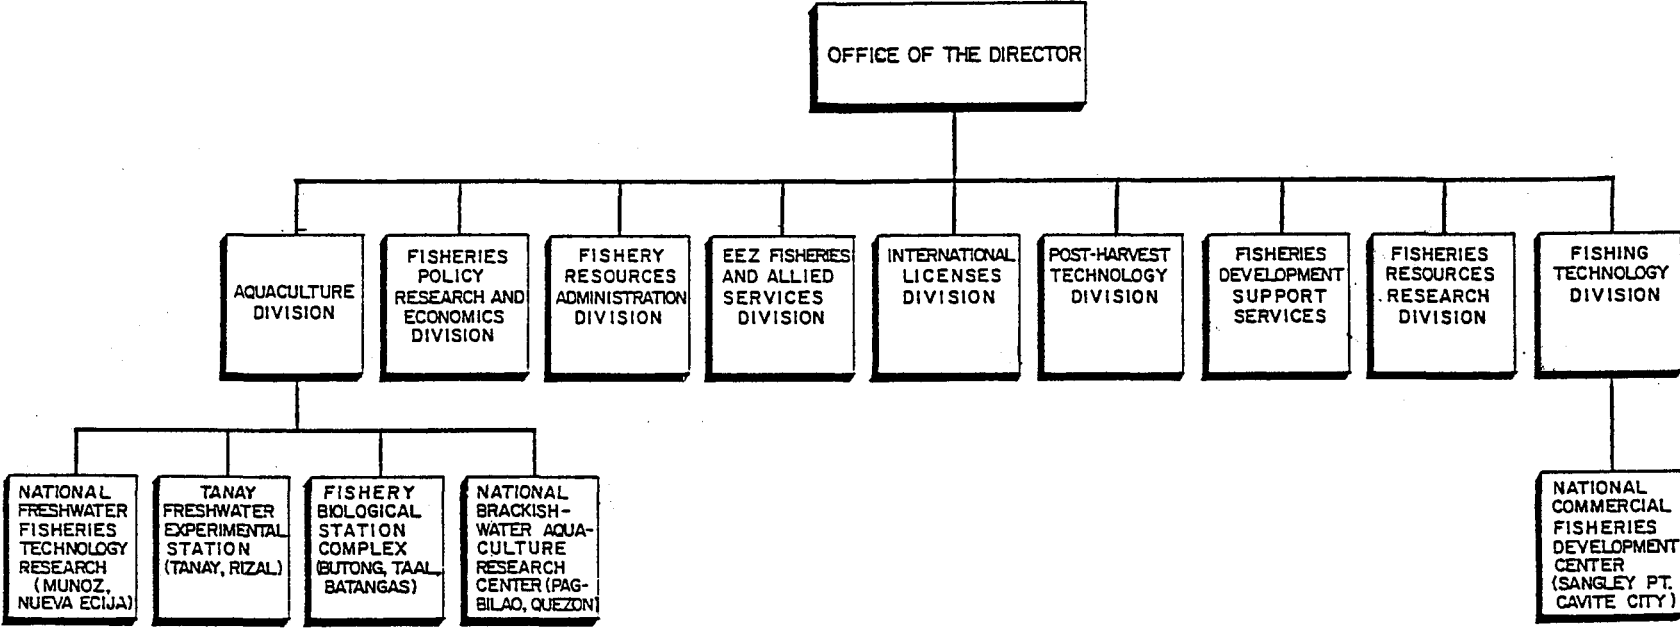 OFFICE OF THE DIRECTOR
AQUACULTURE
DIVISION
FISHERIES
POLICY
RESEARCH AND
ECONOMICS
DIVISION
FISHERY
RESOURCES
ADMINISTRATION
DIVISION
EEZ FISHERIES
AND ALLIED
SERVICES
DIVISION
INTERNATIONAL
LICENSES
DIVISION
POST-HARVEST
TECHNOLOGY
DIVISION
FISHERIES
DEVELOPMENT
SUPPORT
SERVICES
FISHERIES
RESOURCES
RESEARCH
DIVISION
FISHING
TECHNOLOGY
DIVISION
NATIONAL
FRESHWATER
FISHERIES
TECHNOLOGY
RESEARCH
(MUNOZ,
NUEVA ECIJA)
TANAY
FRESHWATER
EXPERIMENTAL
STATION
(TANAY, RIZAL)
FISHERY
BIOLOGICAL
STATION
COMPLEX
(BUTONG, TAAL,
BATANGAS)
NATIONAL
BRACKISH-
WATER AQUA-
CULTURE
RESEARCH
CENTER (PAG-
BILAO, QUEZON)
NATIONAL
COMMERCIAL
FISHERIES
DEVELOPMENT
CENTER
(SANGLEY PT.
CAVITE CITY)